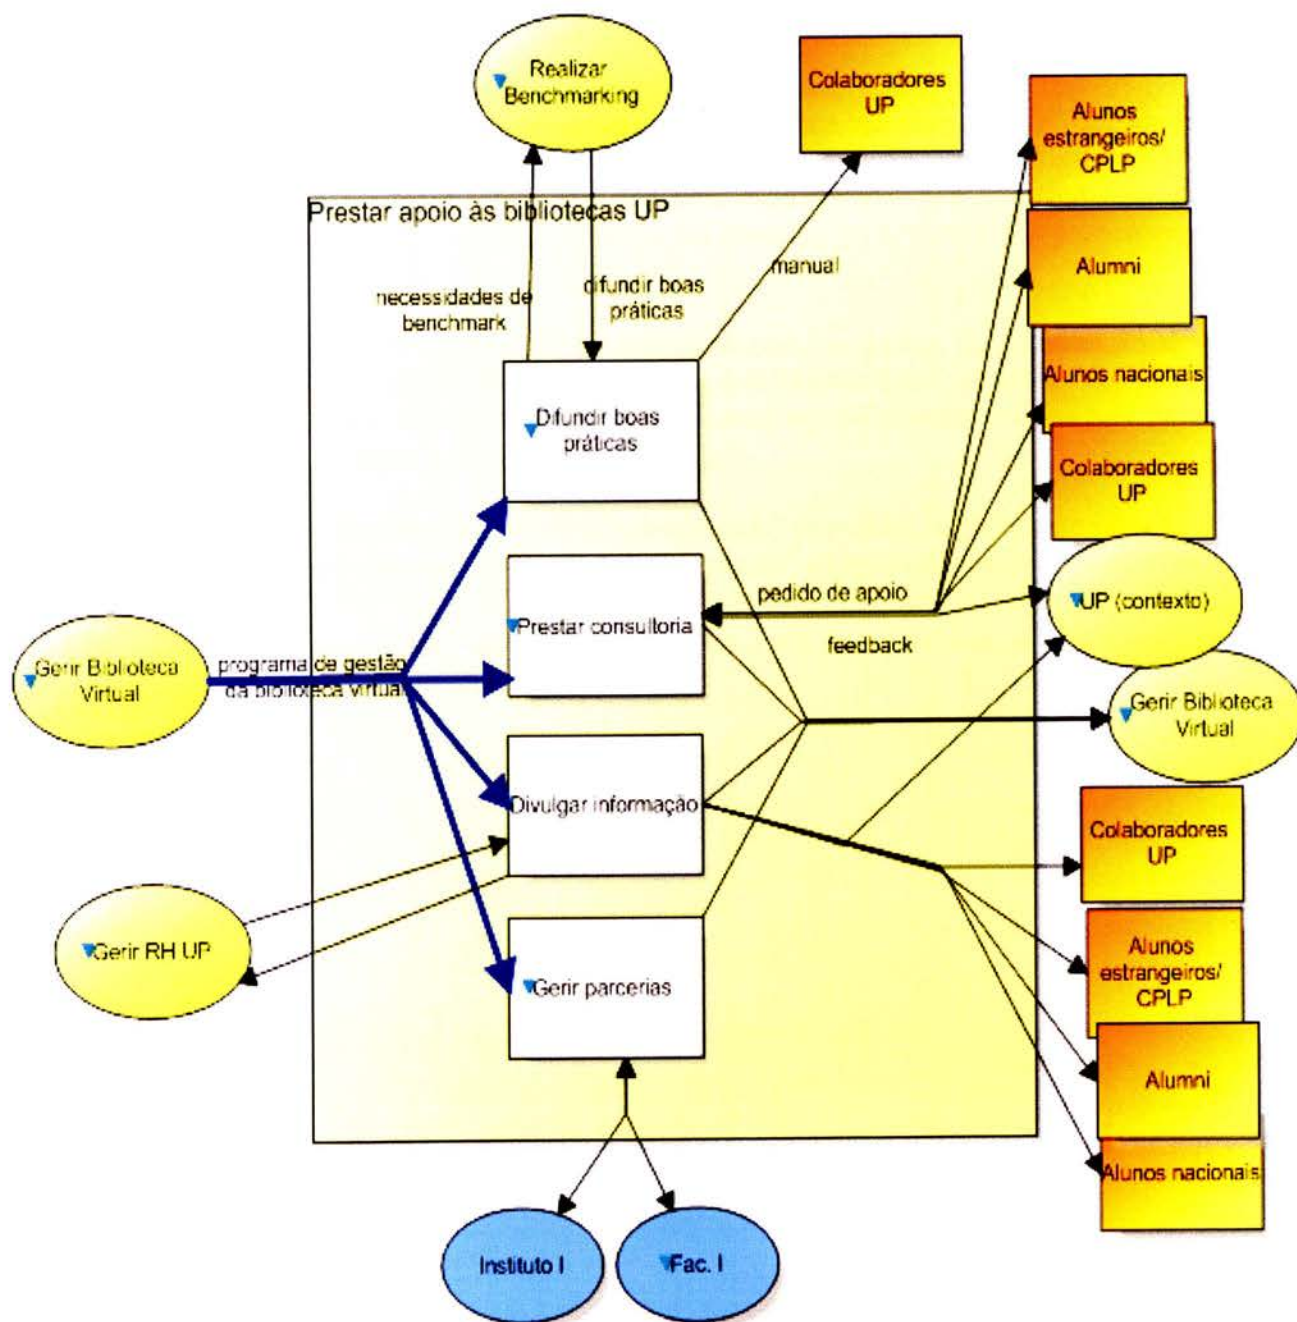 Realizar
Benchmarking
Colaboradores
UP
Alunos
estrangeiros/
CPLP
Prestar apoio às bibliotecas UP
Alumni
manual
necessidades de
benchmark
difundir boas
práticas
Alunos nacionais
Difundir boas
práticas
Colaboradores
UP
pedido de apoio
UP (contexto)
Prestar consultoria
feedback
Gerir Biblioteca
Virtual
programa de gestão
da biblioteca virtual
Gerir Biblioteca
Virtual
Divulgar informação
Colaboradores
UP
Gerir RH UP
Alunos
estrangeiros/
CPLP
Gerir parcerias
Alumni
Alunos nacionais
Instituto I
Fac. I